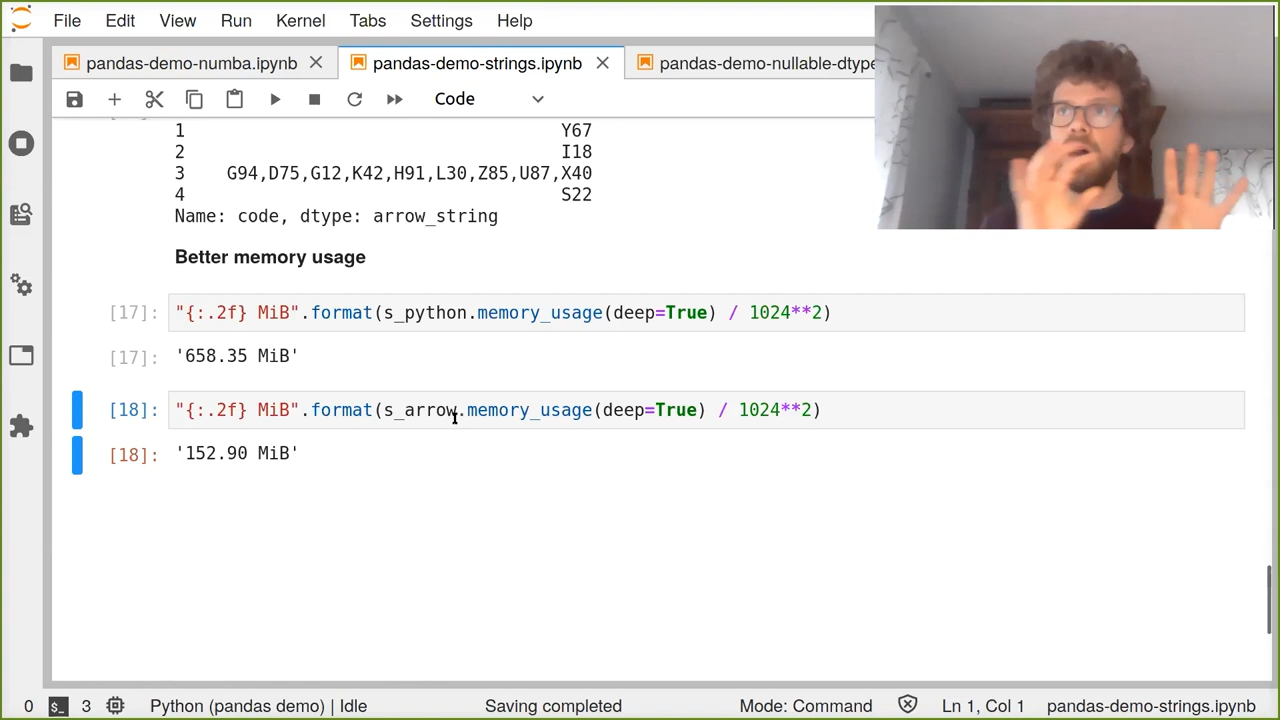 File Edit View Run Kernel Tabs Settings Help
pandas-demo-numba.ipynb pandas-demo-strings.ipynb pandas-demo-nullable-dtype
Code
1 Y67
2 I18
3 G94,D75,G12,K42,H91,L30,Z85,U87,X40
4 S22
Name: code, dtype: arrow_string
Better memory usage
[17]: "{:.2f} MiB".format(s_python.memory_usage(deep=True) / 1024**2)
[17]: '658.35 MiB'
[18]: "{:.2f} MiB".format(s_arrow.memory_usage(deep=True) / 1024**2)
[18]: '152.90 MiB'
0 $_ 3 Python (pandas demo) | Idle Saving completed Mode: Command Ln 1, Col 1 pandas-demo-strings.ipynb